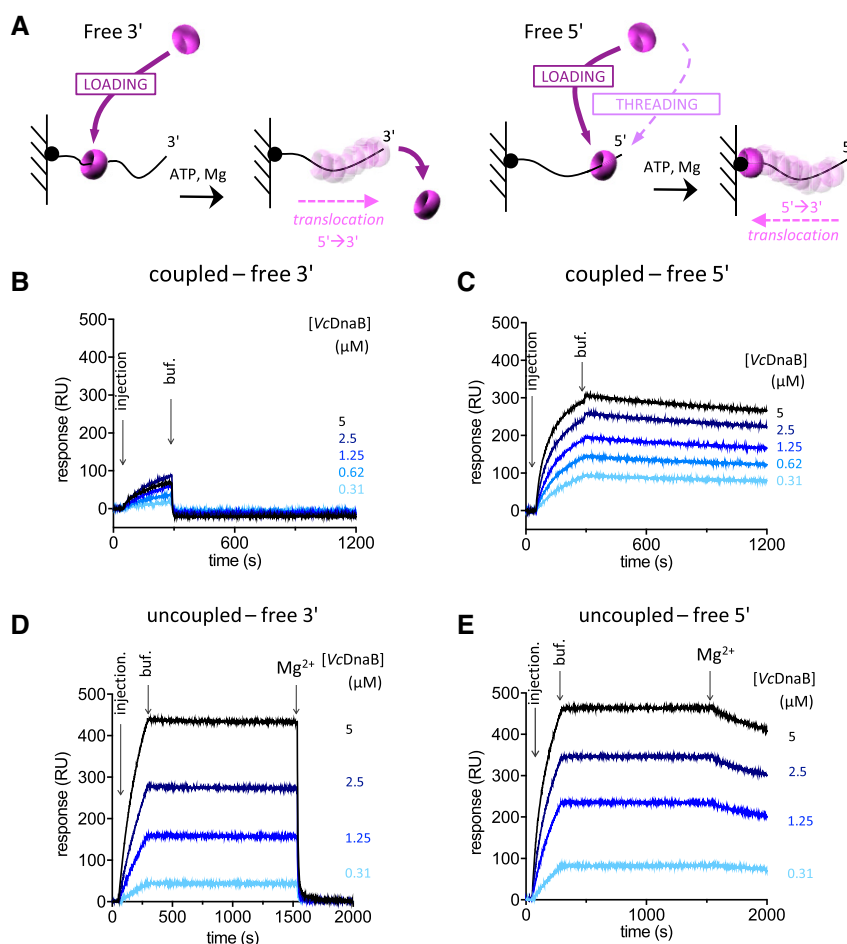 A
Free 3'
LOADING
3'
ATP, Mg
3'
translocation
5'→3'
Free 5'
LOADING
THREADING
5'
ATP, Mg
5'
5'→3'
translocation
B
coupled – free 3'
500
400
300
200
100
0
response (RU)
injection
buf.
[VcDnaB]
(µM)
5
2.5
1.25
0.62
0.31
0
600
1200
time (s)
C
coupled – free 5'
500
400
300
200
100
0
response (RU)
injection
buf.
[VcDnaB]
(µM)
5
2.5
1.25
0.62
0.31
0
600
1200
time (s)
D
uncoupled – free 3'
500
400
300
200
100
0
response (RU)
injection.
buf.
Mg2+
[VcDnaB]
(µM)
5
2.5
1.25
0.31
0
500
1000
1500
2000
time (s)
E
uncoupled – free 5'
500
400
300
200
100
0
response (RU)
injection.
buf.
Mg2+
[VcDnaB]
(µM)
5
2.5
1.25
0.31
0
1000
2000
time (s)